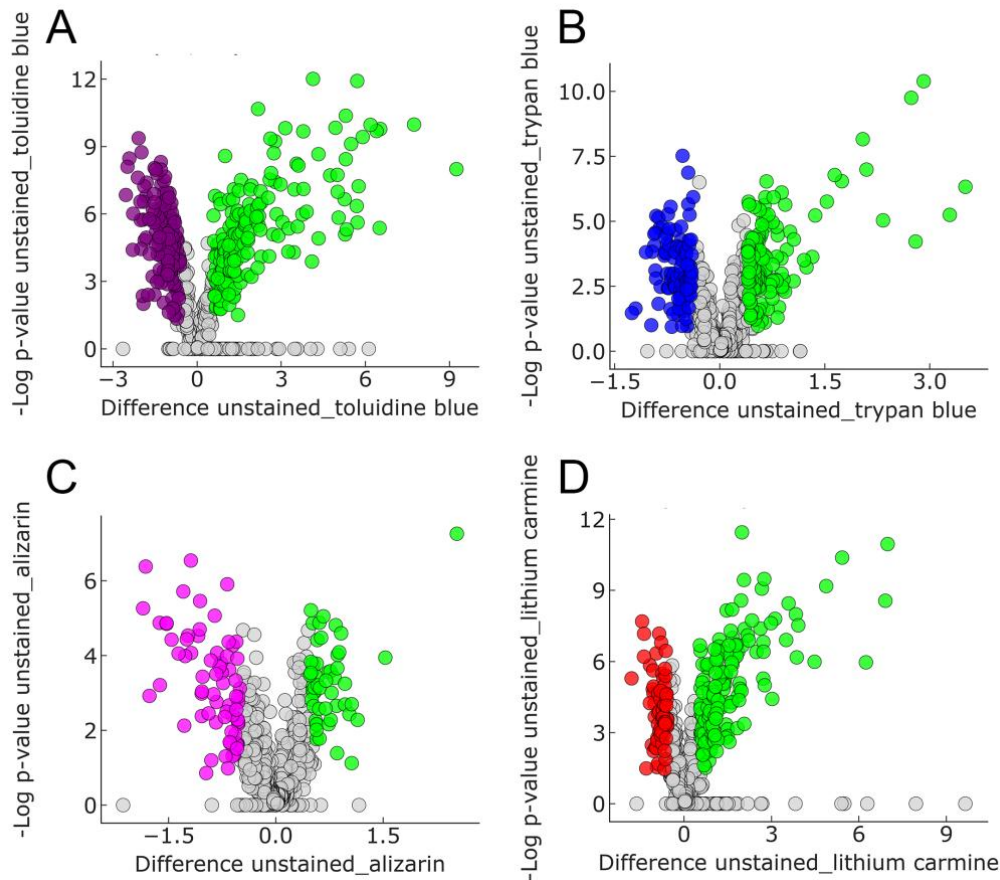 A
-Log p-value unstained_toluidine blue
12
9
6
3
0
−3
0
3
6
9
Difference unstained_toluidine blue
B
-Log p-value unstained_trypan blue
10.0
7.5
5.0
2.5
0.0
−1.5
0.0
1.5
3.0
Difference unstained_trypan blue
C
-Log p-value unstained_alizarin
6
4
2
0
−1.5
0.0
1.5
Difference unstained_alizarin
D
-Log p-value unstained_lithium carmine
12
9
6
3
0
0
3
6
9
Difference unstained_lithium carmine